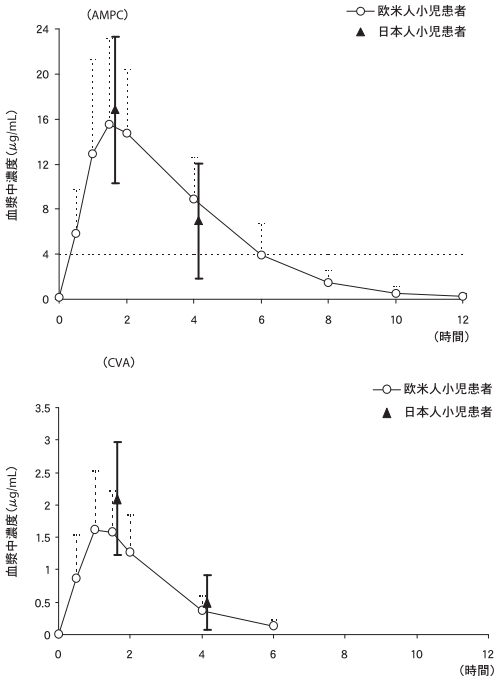 （AMPC）
欧米人小児患者
日本人小児患者
血漿中濃度（μg/mL）
24
20
16
12
8
4
0
0 2 4 6 8 10 12
（時間）
（CVA）
欧米人小児患者
日本人小児患者
血漿中濃度（μg/mL）
3.5
3
2.5
2
1.5
1
0.5
0
0 2 4 6 8 10 12
（時間）